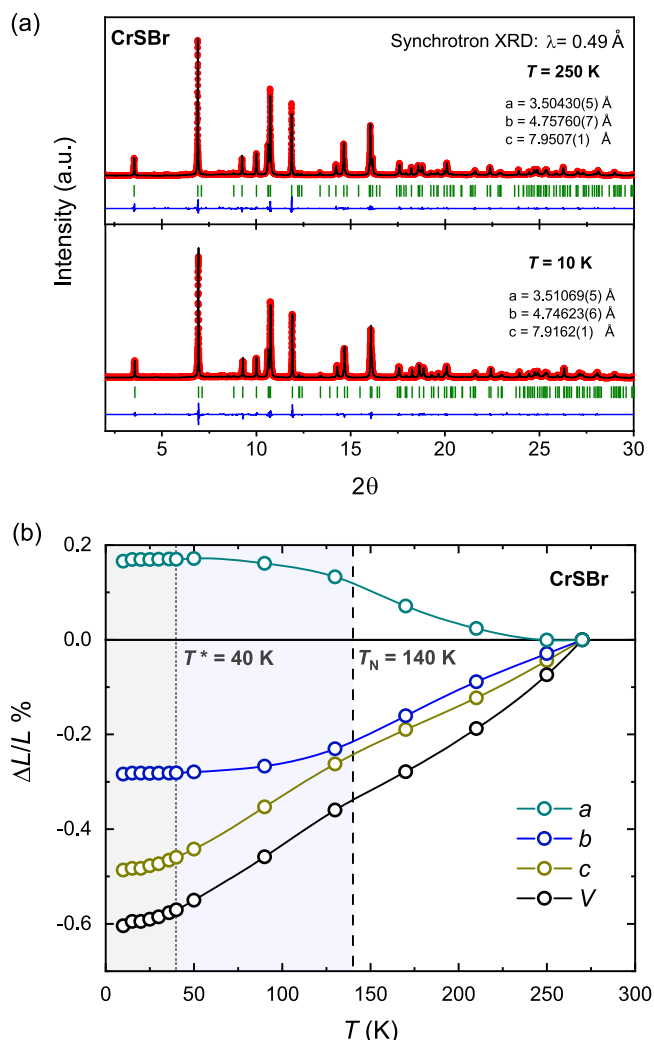 (a)
CrSBr
Synchrotron XRD: λ= 0.49 Å
T = 250 K
a = 3.50430(5) Å
b = 4.75760(7) Å
c = 7.9507(1) Å
T = 10 K
a = 3.51069(5) Å
b = 4.74623(6) Å
c = 7.9162(1) Å
Intensity (a.u.)
5 10 15 20 25 30
2θ
(b)
CrSBr
0.2
0.0
-0.2
-0.4
-0.6
ΔL/L %
T* = 40 K
T_N = 140 K
a
b
c
V
0 50 100 150 200 250 300
T (K)